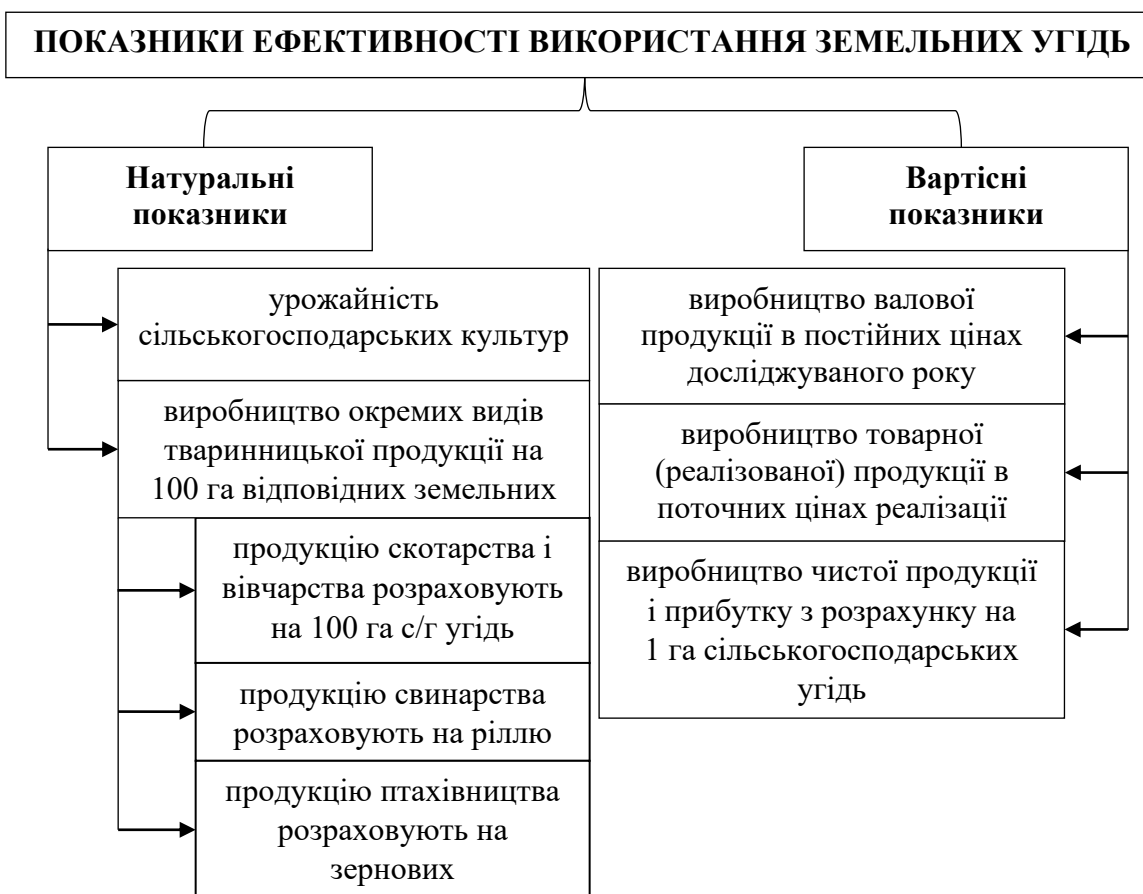 ПОКАЗНИКИ ЕФЕКТИВНОСТІ ВИКОРИСТАННЯ ЗЕМЕЛЬНИХ УГІДЬ
Натуральні
показники
урожайність
сільськогосподарських культур
виробництво окремих видів
тваринницької продукції на
100 га відповідних земельних
продукцію скотарства і
вівчарства розраховують
на 100 га с/г угідь
продукцію свинарства
розраховують на ріллю
продукцію птахівництва
розраховують на
зернових
Вартісні
показники
виробництво валової
продукції в постійних цінах
досліджуваного року
виробництво товарної
(реалізованої) продукції в
поточних цінах реалізації
виробництво чистої продукції
і прибутку з розрахунку на
1 га сільськогосподарських
угідь